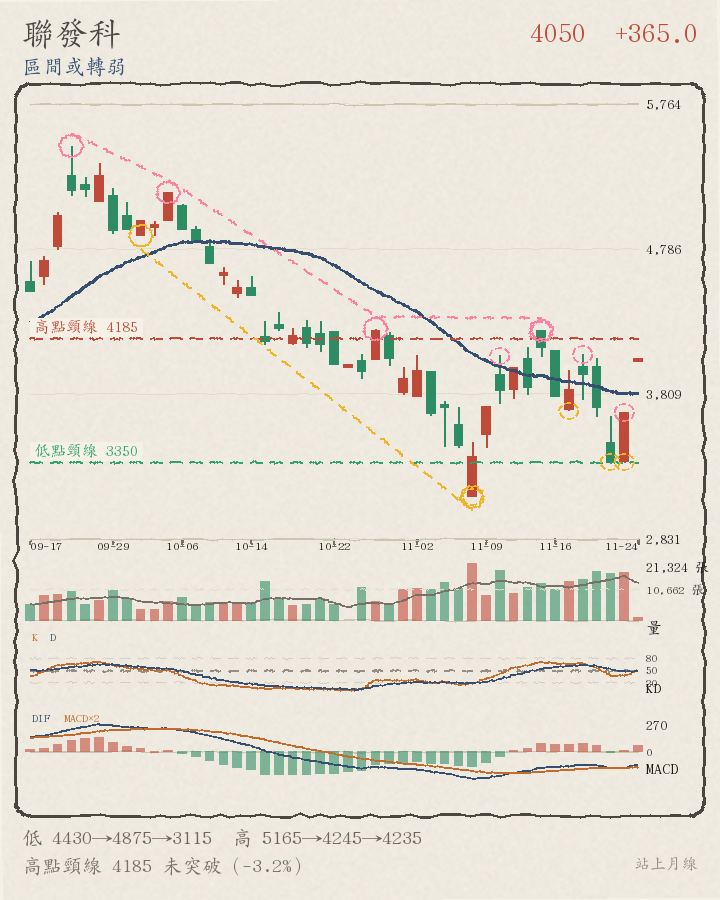 聯發科
4050 +365.0
區間或轉弱
5,764
4,786
高點頸線 4185
3,809
低點頸線 3350
2,831
09-17 09-29 10-06 10-14 10-22 11-02 11-09 11-16 11-24
21,324 張
10,662 張
量
K D
80
50
20
KD
DIF MACD×2
270
0
MACD
低 4430→4875→3115 高 5165→4245→4235
高點頸線 4185 未突破 (-3.2%)
站上月線